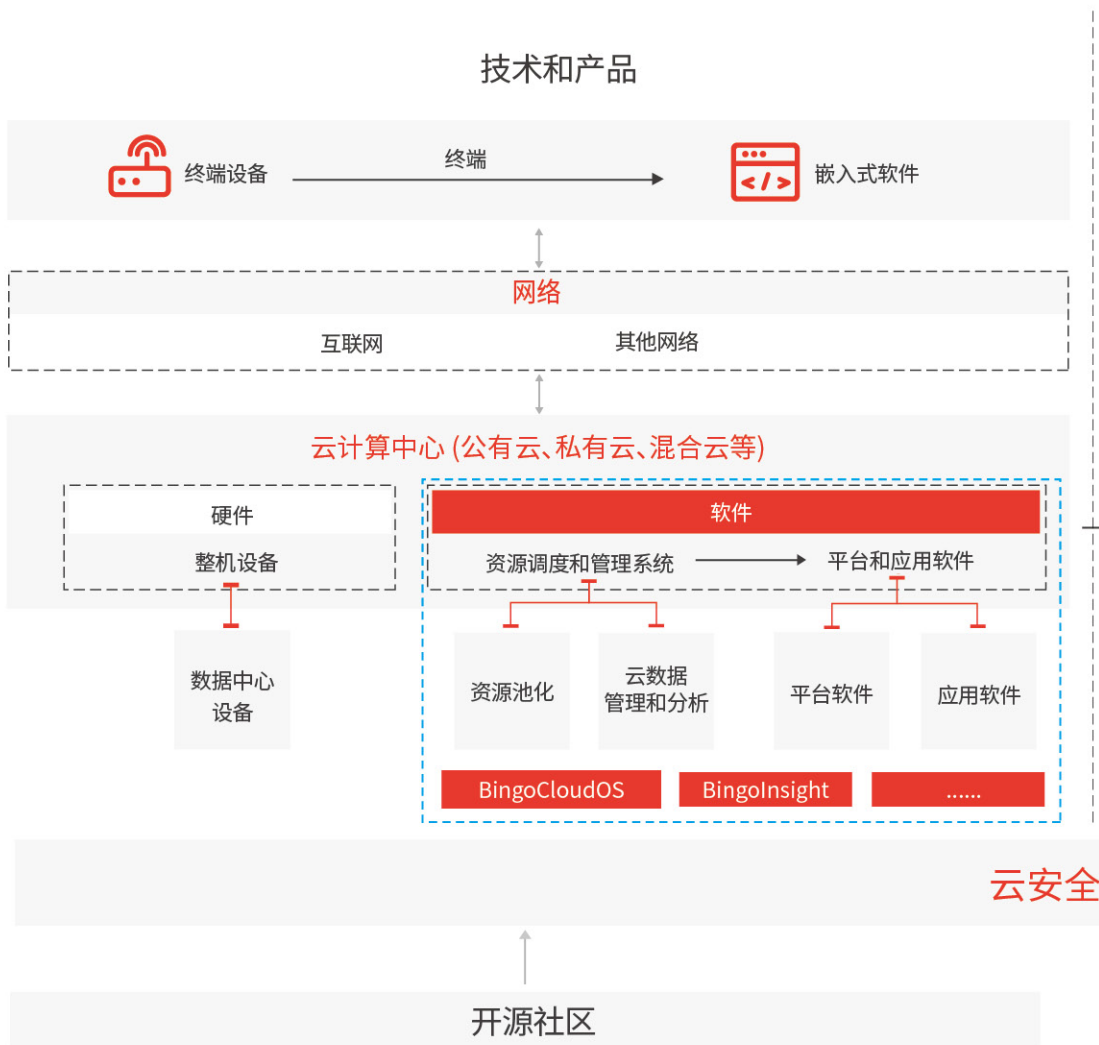 技术和产品
终端设备
终端
嵌入式软件
网络
互联网
其他网络
云计算中心 (公有云、私有云、混合云等)
硬件
整机设备
数据中心
设备
软件
资源调度和管理系统
平台和应用软件
资源池化
云数据
管理和分析
平台软件
应用软件
BingoCloudOS
BingoInsight
......
云安全
开源社区